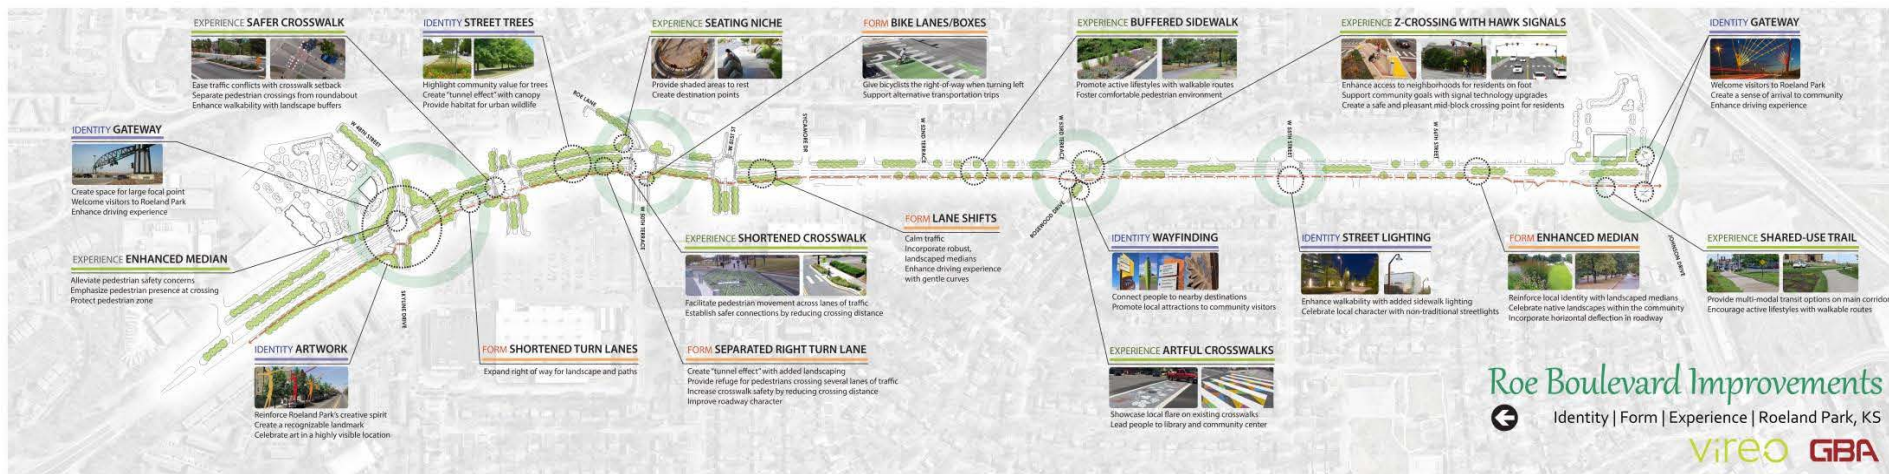 EXPERIENCE SAFER CROSSWALK
Ease traffic conflicts with crosswalk setback
Separate pedestrian crossings from roundabout
Enhance walkability with landscape buffers
IDENTITY STREET TREES
Highlight community value for trees
Create "tunnel effect" with canopy
Provide habitat for urban wildlife
EXPERIENCE SEATING NICHE
Provide shaded areas to rest
Create destination points
FORM BIKE LANES/BOXES
Give bicyclists the right-of-way when turning left
Support alternative transportation trips
EXPERIENCE BUFFERED SIDEWALK
Promote active lifestyles with walkable routes
Foster comfortable pedestrian environment
EXPERIENCE Z-CROSSING WITH HAWK SIGNALS
Enhance access to neighborhoods for residents on foot
Support community goals with signal technology upgrades
Create a safe and pleasant mid-block crossing point for residents
IDENTITY GATEWAY
Welcome visitors to Roeland Park
Create a sense of arrival to community
Enhance driving experience
IDENTITY GATEWAY
Create space for large focal point
Welcome visitors to Roeland Park
Enhance driving experience
W 48TH STREET
ROE LANE
W 51ST ST
SYCAMORE DR
W 52ND TERRACE
W 53RD TERRACE
W 55TH STREET
W 56TH STREET
W 50TH TERRACE
ROSEWOOD DRIVE
JOHNSON DRIVE
SKYLINE DRIVE
EXPERIENCE ENHANCED MEDIAN
Alleviate pedestrian safety concerns
Emphasize pedestrian presence at crossing
Protect pedestrian zone
EXPERIENCE SHORTENED CROSSWALK
Facilitate pedestrian movement across lanes of traffic
Establish safer connections by reducing crossing distance
FORM LANE SHIFTS
Calm traffic
Incorporate robust,
landscaped medians
Enhance driving experience
with gentle curves
IDENTITY WAYFINDING
Connect people to nearby destinations
Promote local attractions to community visitors
IDENTITY STREET LIGHTING
Enhance walkability with added sidewalk lighting
Celebrate local character with non-traditional streetlights
FORM ENHANCED MEDIAN
Reinforce local identity with landscaped medians
Celebrate native landscapes within the community
Incorporate horizontal deflection in roadway
EXPERIENCE SHARED-USE TRAIL
Provide multi-modal transit options on main corridor
Encourage active lifestyles with walkable routes
IDENTITY ARTWORK
Reinforce Roeland Park's creative spirit
Create a recognizable landmark
Celebrate art in a highly visible location
FORM SHORTENED TURN LANES
Expand right of way for landscape and paths
FORM SEPARATED RIGHT TURN LANE
Create "tunnel effect" with added landscaping
Provide refuge for pedestrians crossing several lanes of traffic
Increase crosswalk safety by reducing crossing distance
Improve roadway character
EXPERIENCE ARTFUL CROSSWALKS
Showcase local flare on existing crosswalks
Lead people to library and community center
Roe Boulevard Improvements
Identity | Form | Experience | Roeland Park, KS
vireo GBA